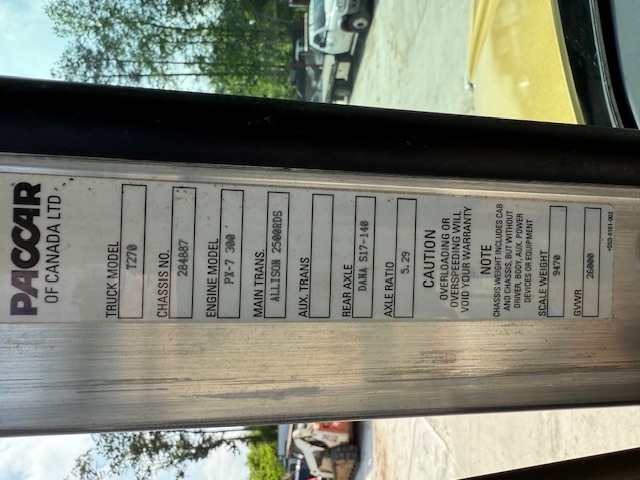 PACCAR
OF CANADA LTD
TRUCK MODEL
T270
CHASSIS NO.
284887
ENGINE MODEL
PX-7 300
MAIN TRANS.
ALLISON 2500RDS
AUX. TRANS
REAR AXLE
DANA S17-140
AXLE RATIO
5.29
CAUTION
OVERLOADING OR
OVERSPEEDING WILL
VOID YOUR WARRANTY
NOTE
CHASSIS WEIGHT INCLUDES CAB
AND CHASSIS, BUT WITHOUT
DRIVER, BODY, AUX. POWER
DEVICES OR EQUIPMENT
SCALE WEIGHT
9470
GVWR
26000